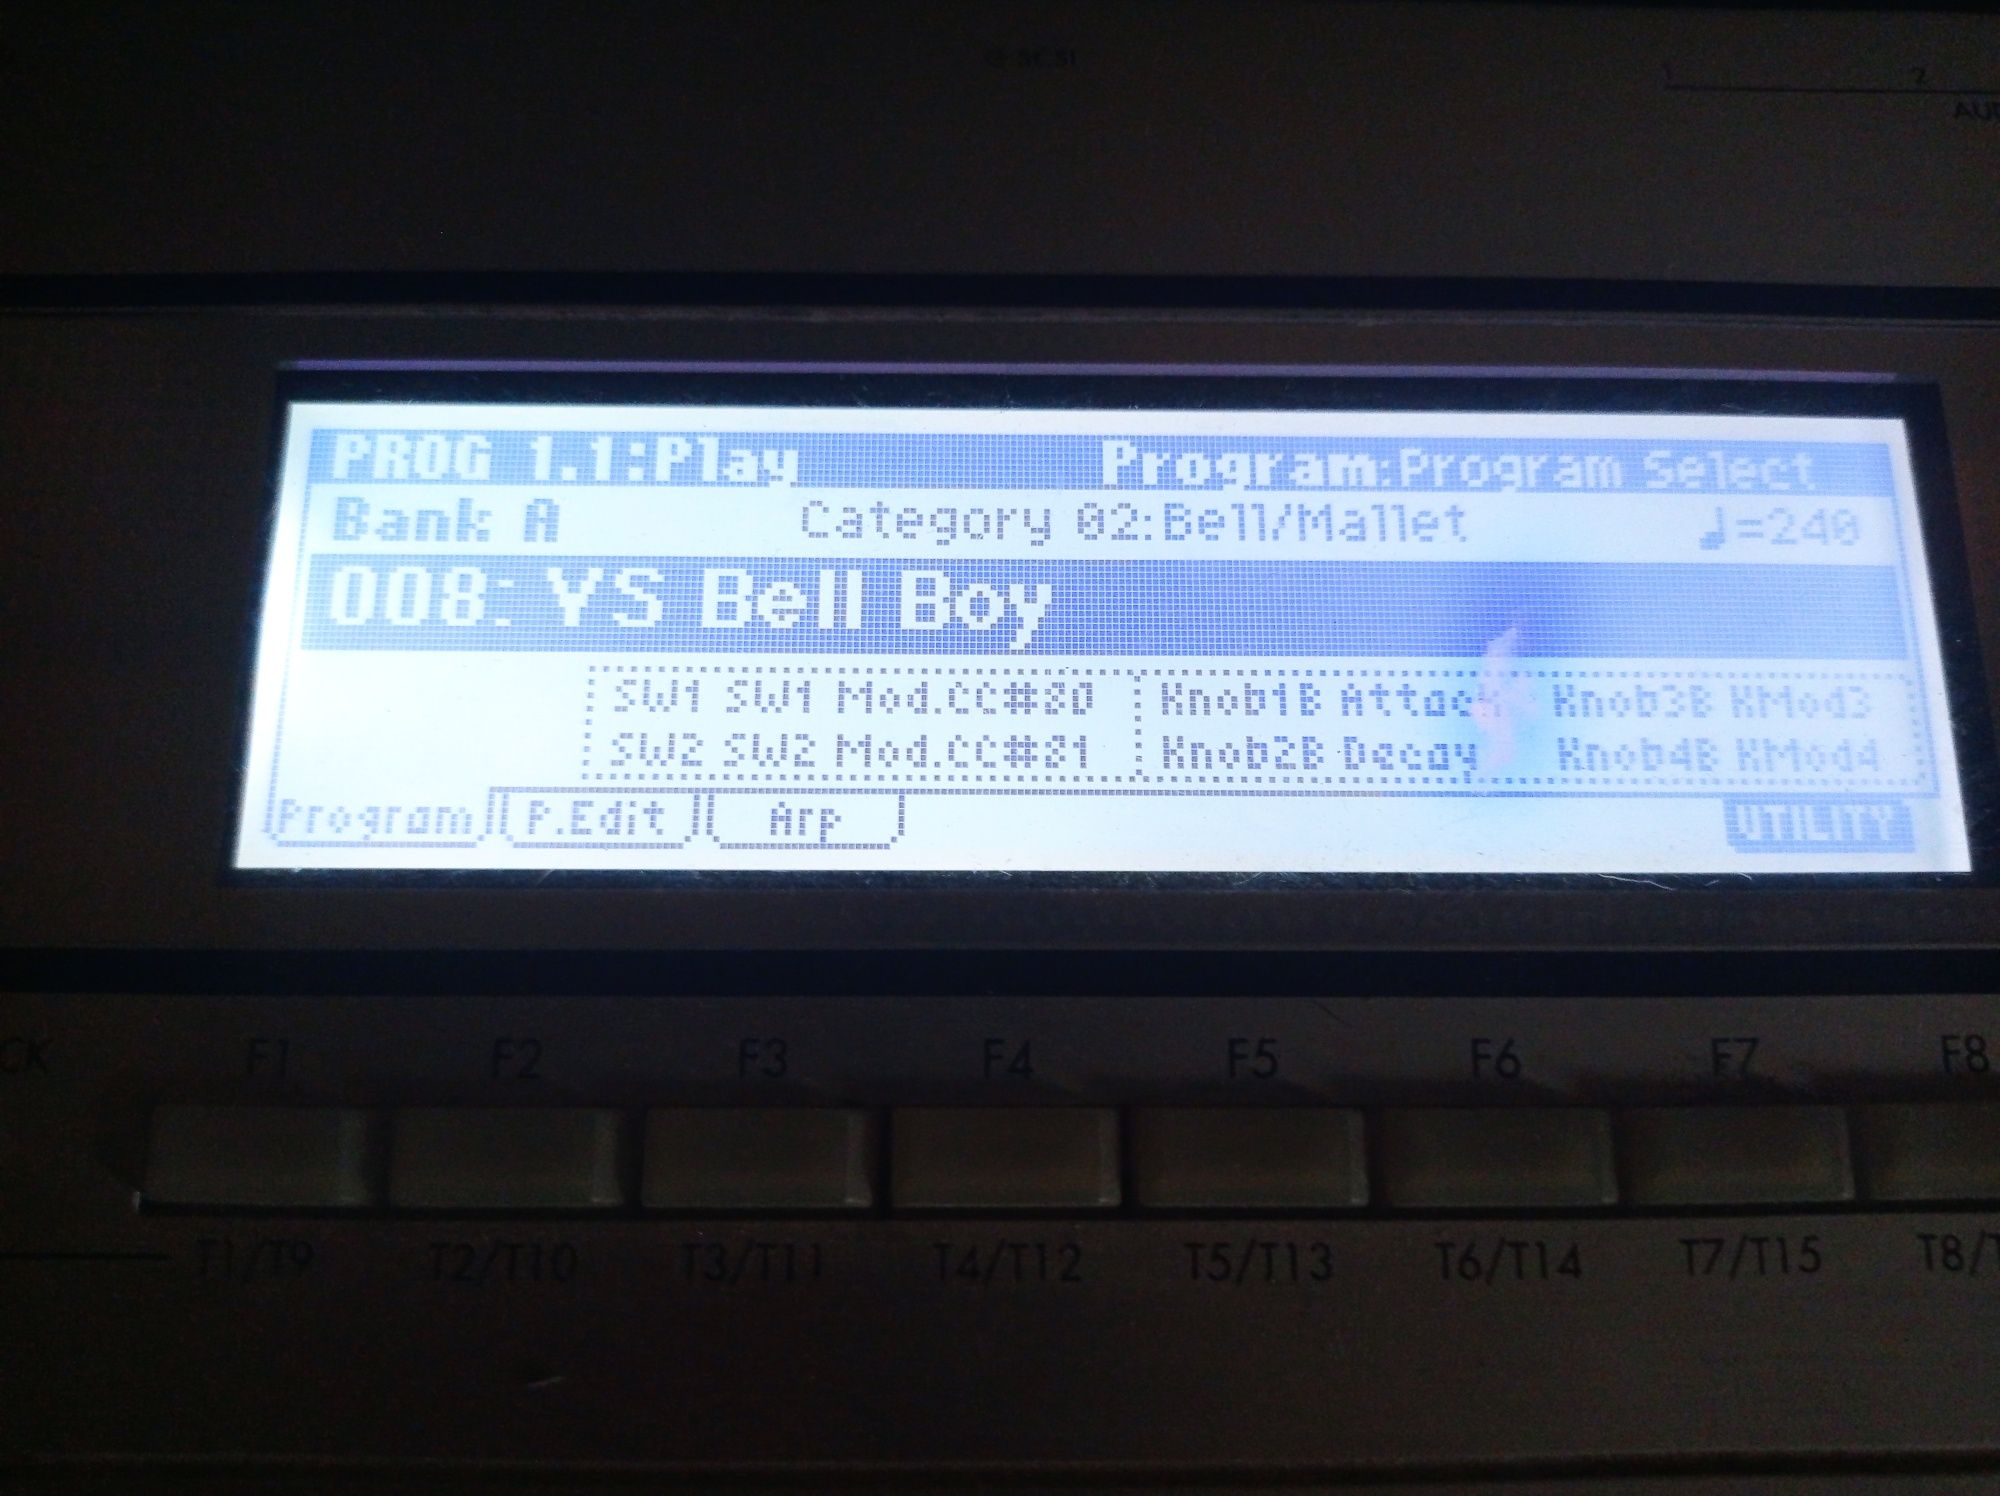 SCSI
2
PROG 1.1:Play Program:Program Select
Bank A Category 02:Bell/Mallet ♩=240
008: YS Bell Boy
SW1 SW1 Mod.CC#80 Knob1B Attack Knob3B KMod3
SW2 SW2 Mod.CC#81 Knob2B Decay Knob4B KMod4
Program P.Edit Arp UTILITY
F1 F2 F3 F4 F5 F6 F7 F8
T1/T9 T2/T10 T3/T11 T4/T12 T5/T13 T6/T14 T7/T15 T8/T